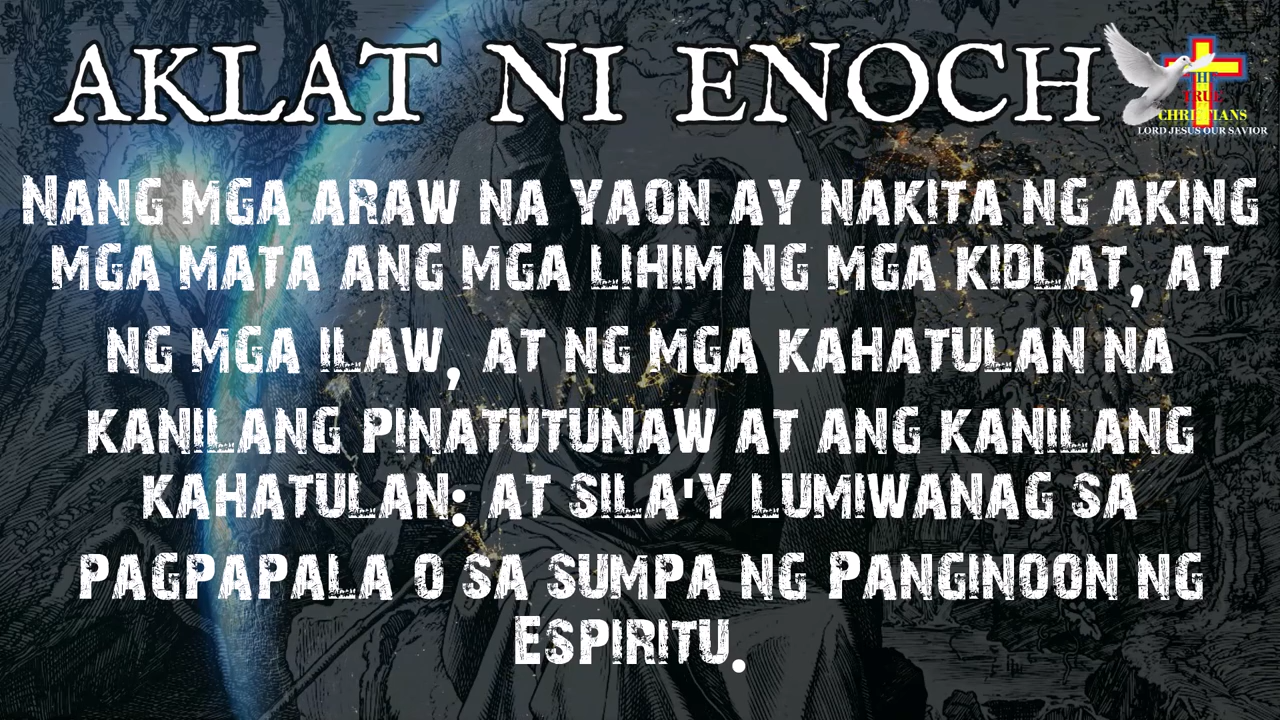 AKLAT NI ENOCH
THE
TRUE
CHRISTIANS
LORD JESUS OUR SAVIOR
Nang mga araw na yaon ay nakita ng aking
mga mata ang mga lihim ng mga kidlat, at
ng mga ilaw, at ng mga kahatulan na
kanilang pinatutunaw at ang kanilang
kahatulan: at sila'y lumiwanag sa
pagpapala o sa sumpa ng Panginoon ng
Espiritu.